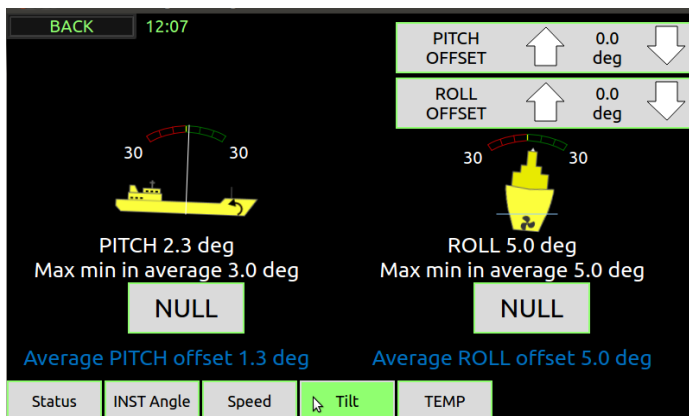 BACK
12:07
PITCH
OFFSET
0.0
deg
ROLL
OFFSET
0.0
deg
30
30
30
30
PITCH 2.3 deg
Max min in average 3.0 deg
NULL
ROLL 5.0 deg
Max min in average 5.0 deg
NULL
Average PITCH offset 1.3 deg
Average ROLL offset 5.0 deg
Status
INST Angle
Speed
Tilt
TEMP